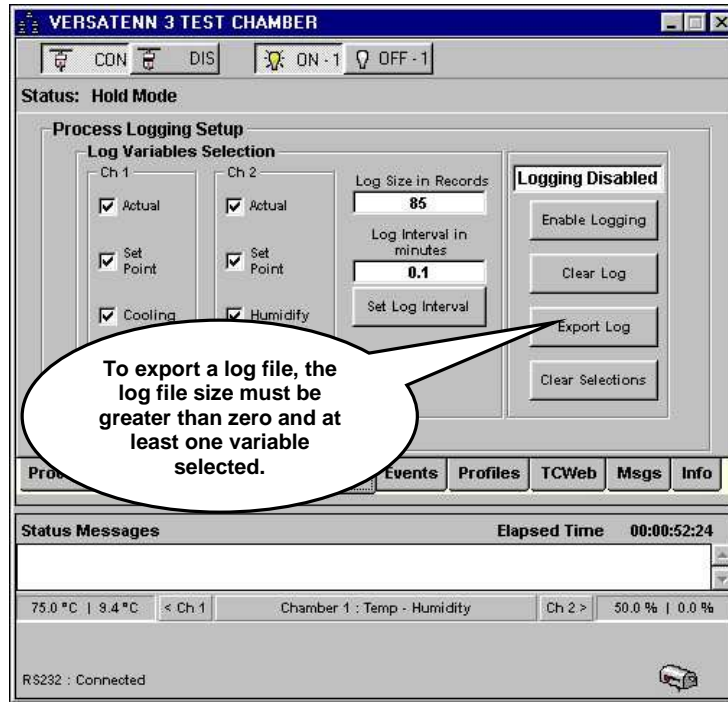 VERSATENN 3 TEST CHAMBER
CON DIS ON - 1 OFF - 1
Status: Hold Mode
Process Logging Setup
Log Variables Selection
Ch 1
Actual
Set
Point
Cooling
Ch 2
Actual
Set
Point
Humidify
Log Size in Records
85
Log Interval in
minutes
0.1
Set Log Interval
Logging Disabled
Enable Logging
Clear Log
Export Log
Clear Selections
To export a log file, the
log file size must be
greater than zero and at
least one variable
selected.
Events Profiles TCWeb Msgs Info
Status Messages Elapsed Time 00:00:52:24
75.0 °C | 9.4 °C < Ch 1 Chamber 1 : Temp - Humidity Ch 2 > 50.0 % | 0.0 %
RS232 : Connected